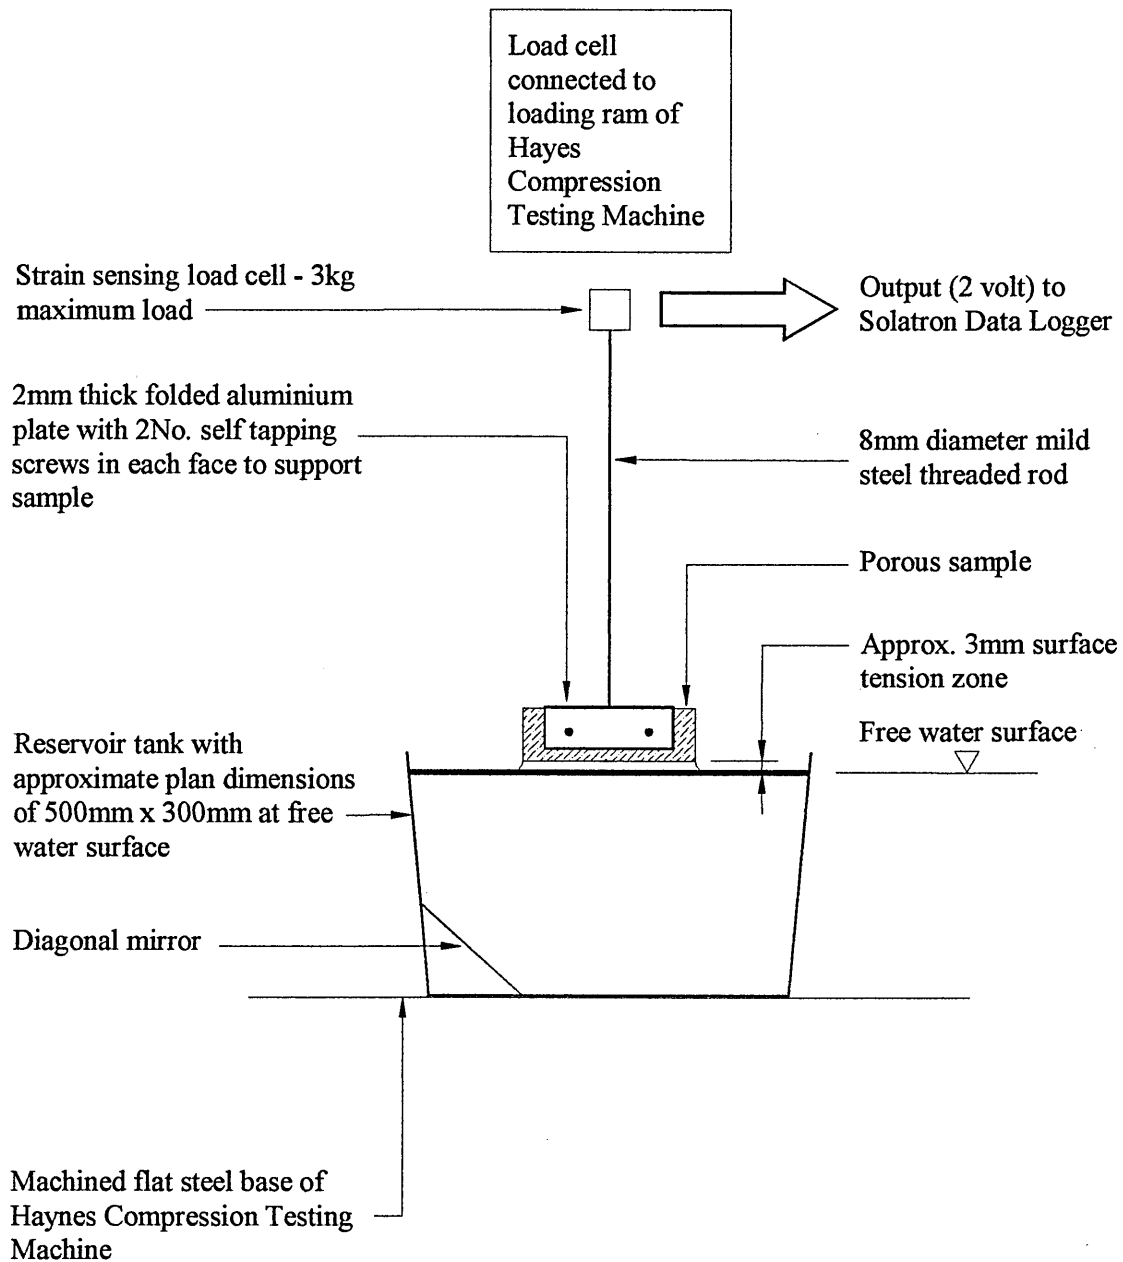 Load cell
connected to
loading ram of
Hayes
Compression
Testing Machine
Strain sensing load cell - 3kg
maximum load
Output (2 volt) to
Solatron Data Logger
2mm thick folded aluminium
plate with 2No. self tapping
screws in each face to support
sample
8mm diameter mild
steel threaded rod
Porous sample
Approx. 3mm surface
tension zone
Free water surface
Reservoir tank with
approximate plan dimensions
of 500mm x 300mm at free
water surface
Diagonal mirror
Machined flat steel base of
Haynes Compression Testing
Machine